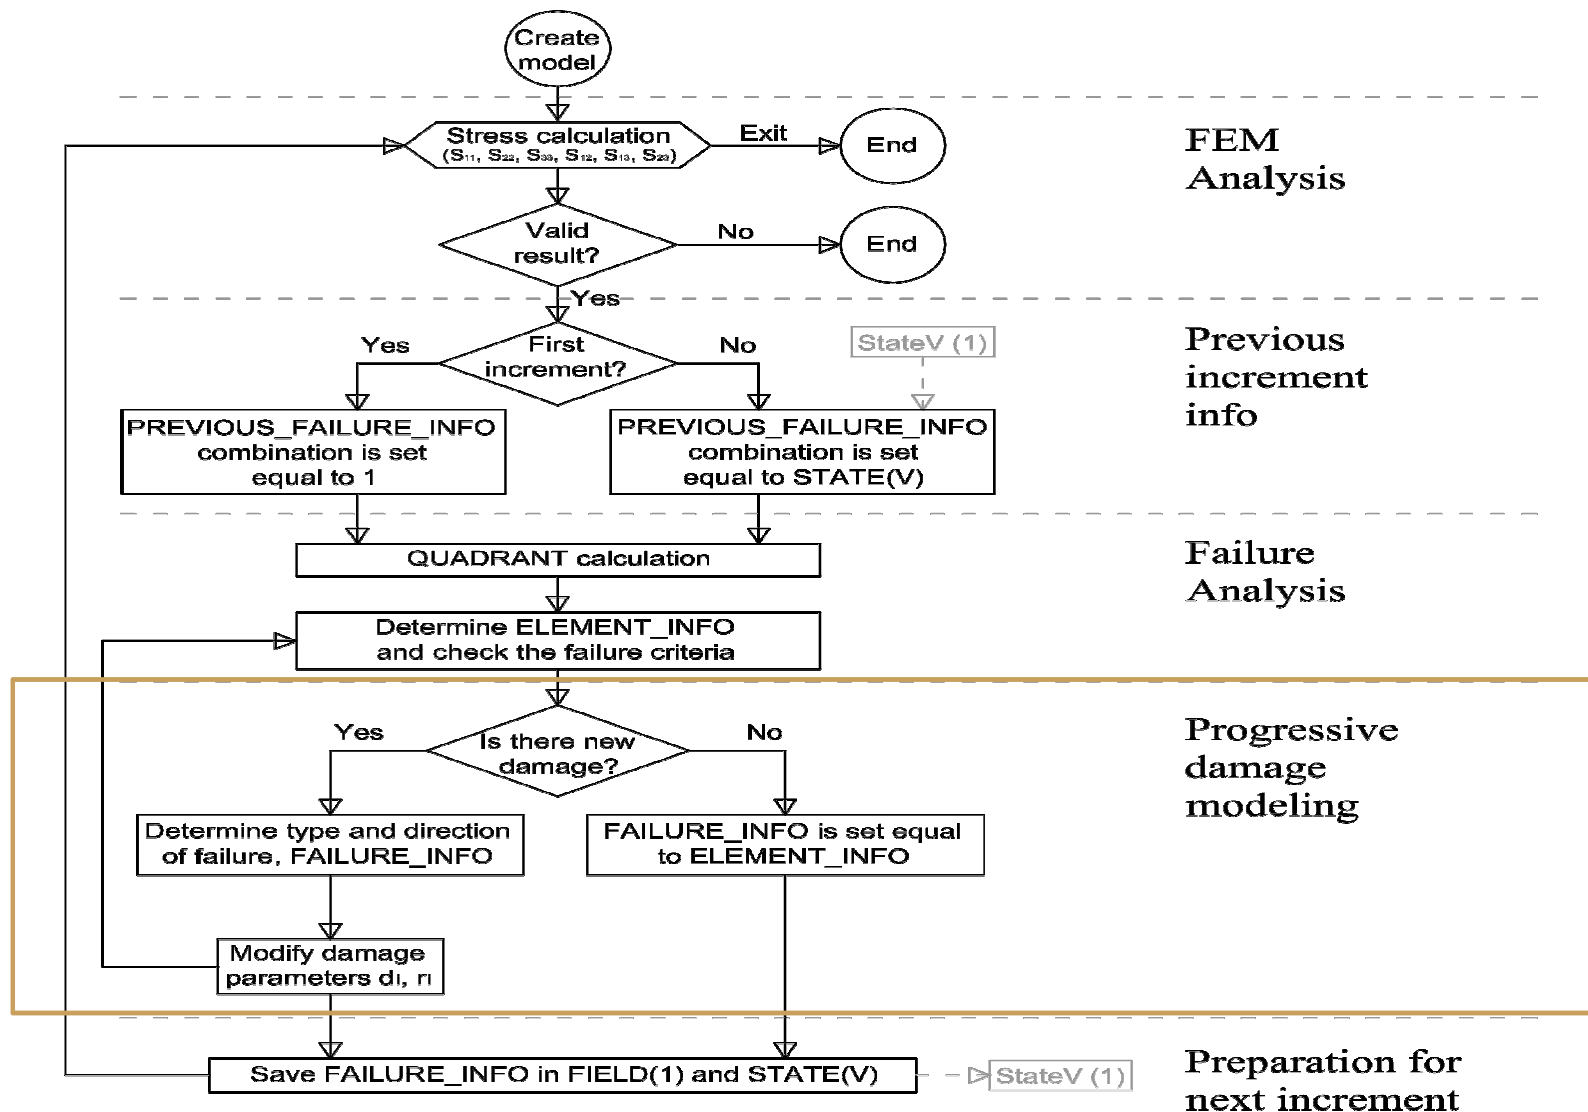 Create
model
Stress calculation
(S₁₁, S₂₂, S₃₃, S₁₂, S₁₃, S₂₃)
Exit
End
FEM
Analysis
Valid
result?
No
End
Yes
First
increment?
Yes
No
StateV (1)
Previous
increment
info
PREVIOUS_FAILURE_INFO
combination is set
equal to 1
PREVIOUS_FAILURE_INFO
combination is set
equal to STATE(V)
QUADRANT calculation
Failure
Analysis
Determine ELEMENT_INFO
and check the failure criteria
Is there new
damage?
Yes
No
Progressive
damage
modeling
Determine type and direction
of failure, FAILURE_INFO
FAILURE_INFO is set equal
to ELEMENT_INFO
Modify damage
parameters dI, rI
Save FAILURE_INFO in FIELD(1) and STATE(V)
StateV (1)
Preparation for
next increment